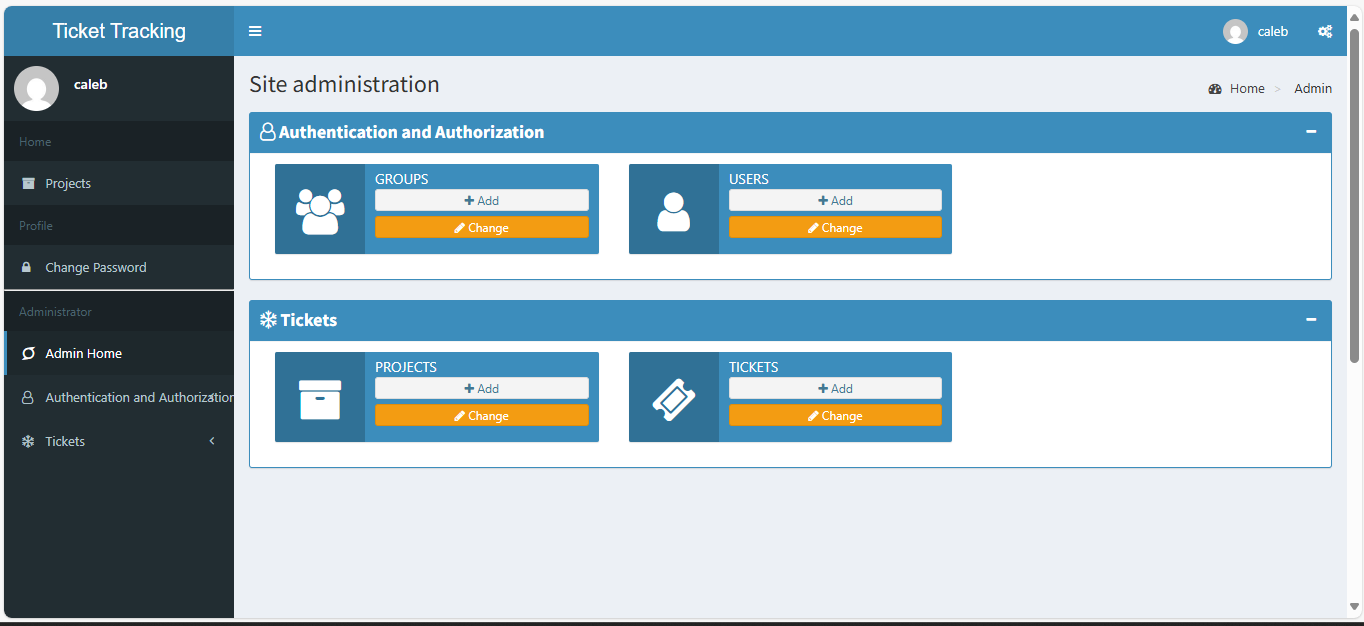 Ticket Tracking
caleb
caleb
Home
Projects
Profile
Change Password
Administrator
Admin Home
Authentication and Authorization
Tickets
Site administration
Home > Admin
Authentication and Authorization
GROUPS
Add
Change
USERS
Add
Change
Tickets
PROJECTS
Add
Change
TICKETS
Add
Change